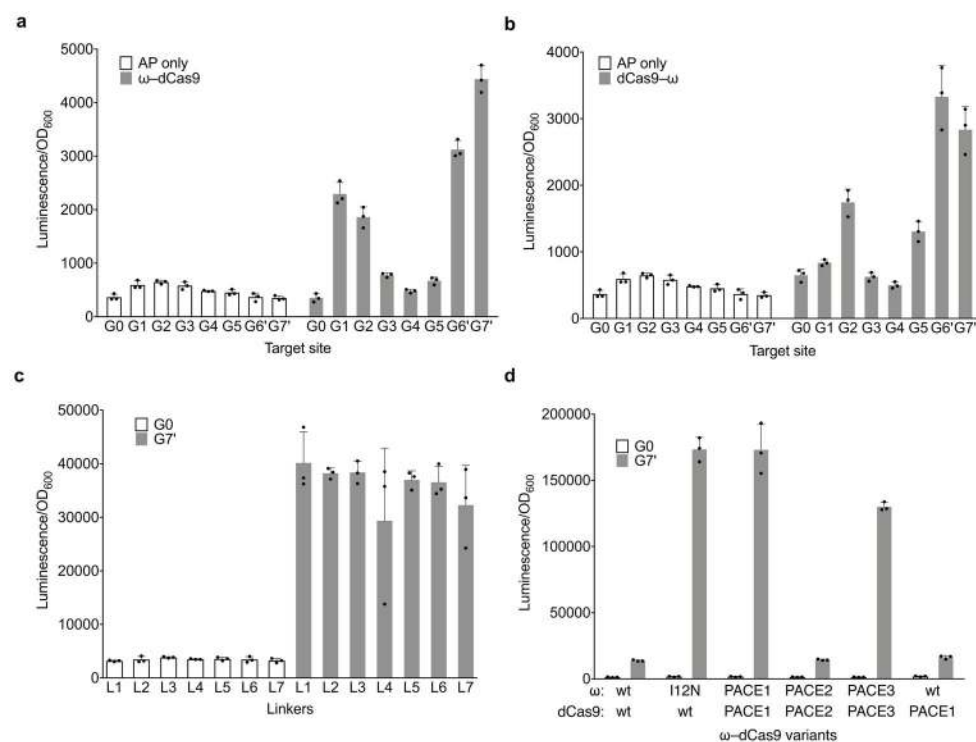 a
5000
4000
3000
2000
1000
0
Luminescence/OD600
AP only
ω–dCas9
G0 G1 G2 G3 G4 G5 G6' G7' G0 G1 G2 G3 G4 G5 G6' G7'
Target site
b
4000
3000
2000
1000
0
Luminescence/OD600
AP only
dCas9–ω
G0 G1 G2 G3 G4 G5 G6' G7' G0 G1 G2 G3 G4 G5 G6' G7'
Target site
c
50000
40000
30000
20000
10000
0
Luminescence/OD600
G0
G7'
L1 L2 L3 L4 L5 L6 L7 L1 L2 L3 L4 L5 L6 L7
Linkers
d
200000
150000
100000
50000
0
Luminescence/OD600
G0
G7'
ω: wt I12N PACE1 PACE2 PACE3 wt
dCas9: wt wt PACE1 PACE2 PACE3 PACE1
ω–dCas9 variants